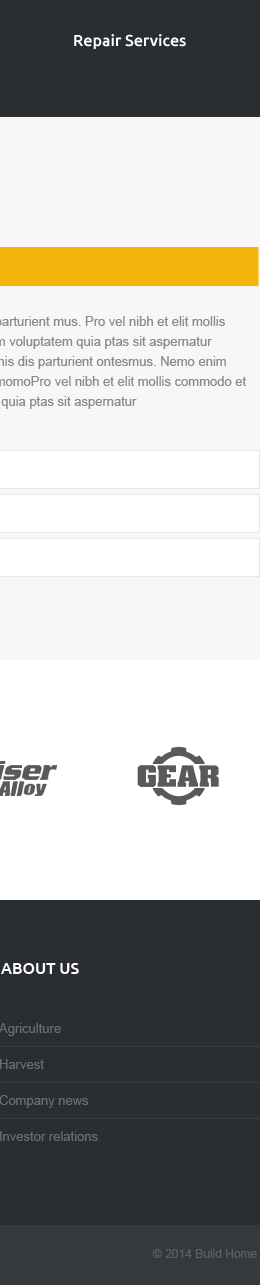 Repair Services
parturient mus. Pro vel nibh et elit mollis
voluptatem quia ptas sit aspernatur
nis dis parturient ontesmus. Nemo enim
momoPro vel nibh et elit mollis commodo et
quia ptas sit aspernatur
iser
Alloy
GEAR
ABOUT US
Agriculture
Harvest
Company news
Investor relations
© 2014 Build Home